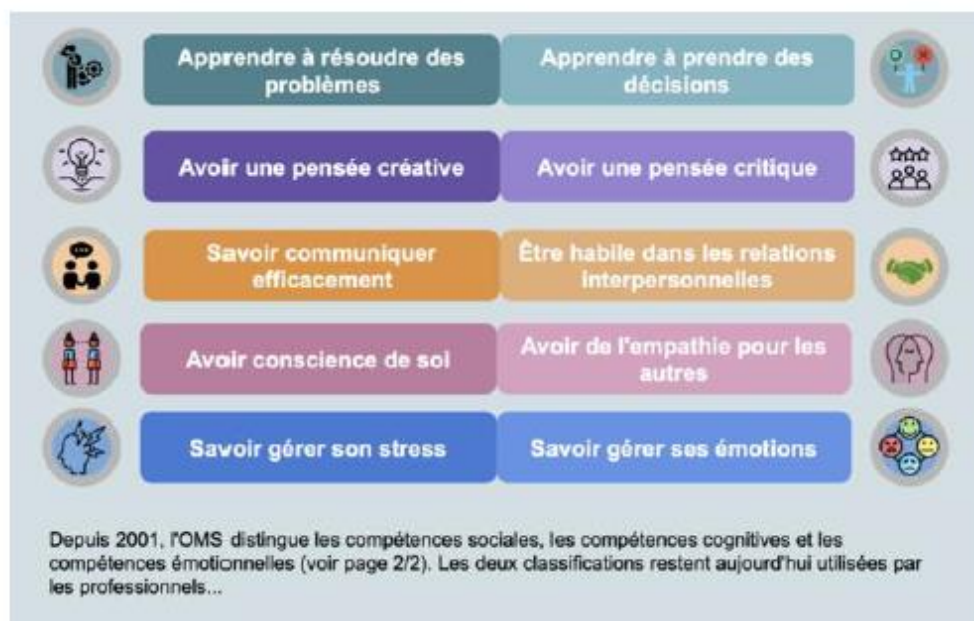 Apprendre à résoudre des
problèmes
Apprendre à prendre des
décisions
Avoir une pensée créative
Avoir une pensée critique
Savoir communiquer
efficacement
Être habile dans les relations
interpersonnelles
Avoir conscience de soi
Avoir de l'empathie pour les
autres
Savoir gérer son stress
Savoir gérer ses émotions
Depuis 2001, l'OMS distingue les compétences sociales, les compétences cognitives et les
compétences émotionnelles (voir page 2/2). Les deux classifications restent aujourd'hui utilisées par
les professionnels...